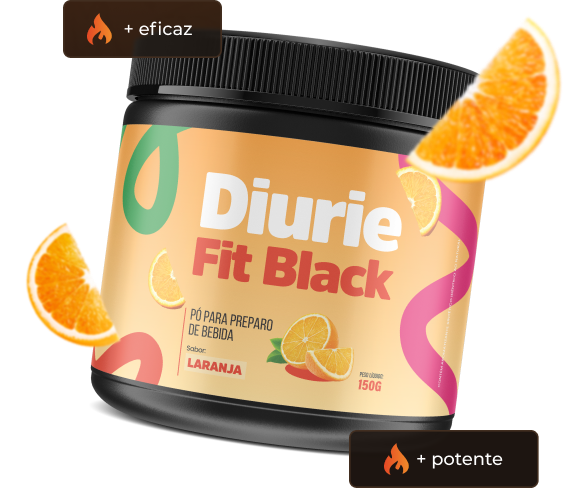 + eficaz
Diurie
Fit Black
PÓ PARA PREPARO
DE BEBIDA
Sabor:
LARANJA
PESO LÍQUIDO
150G
+ potente